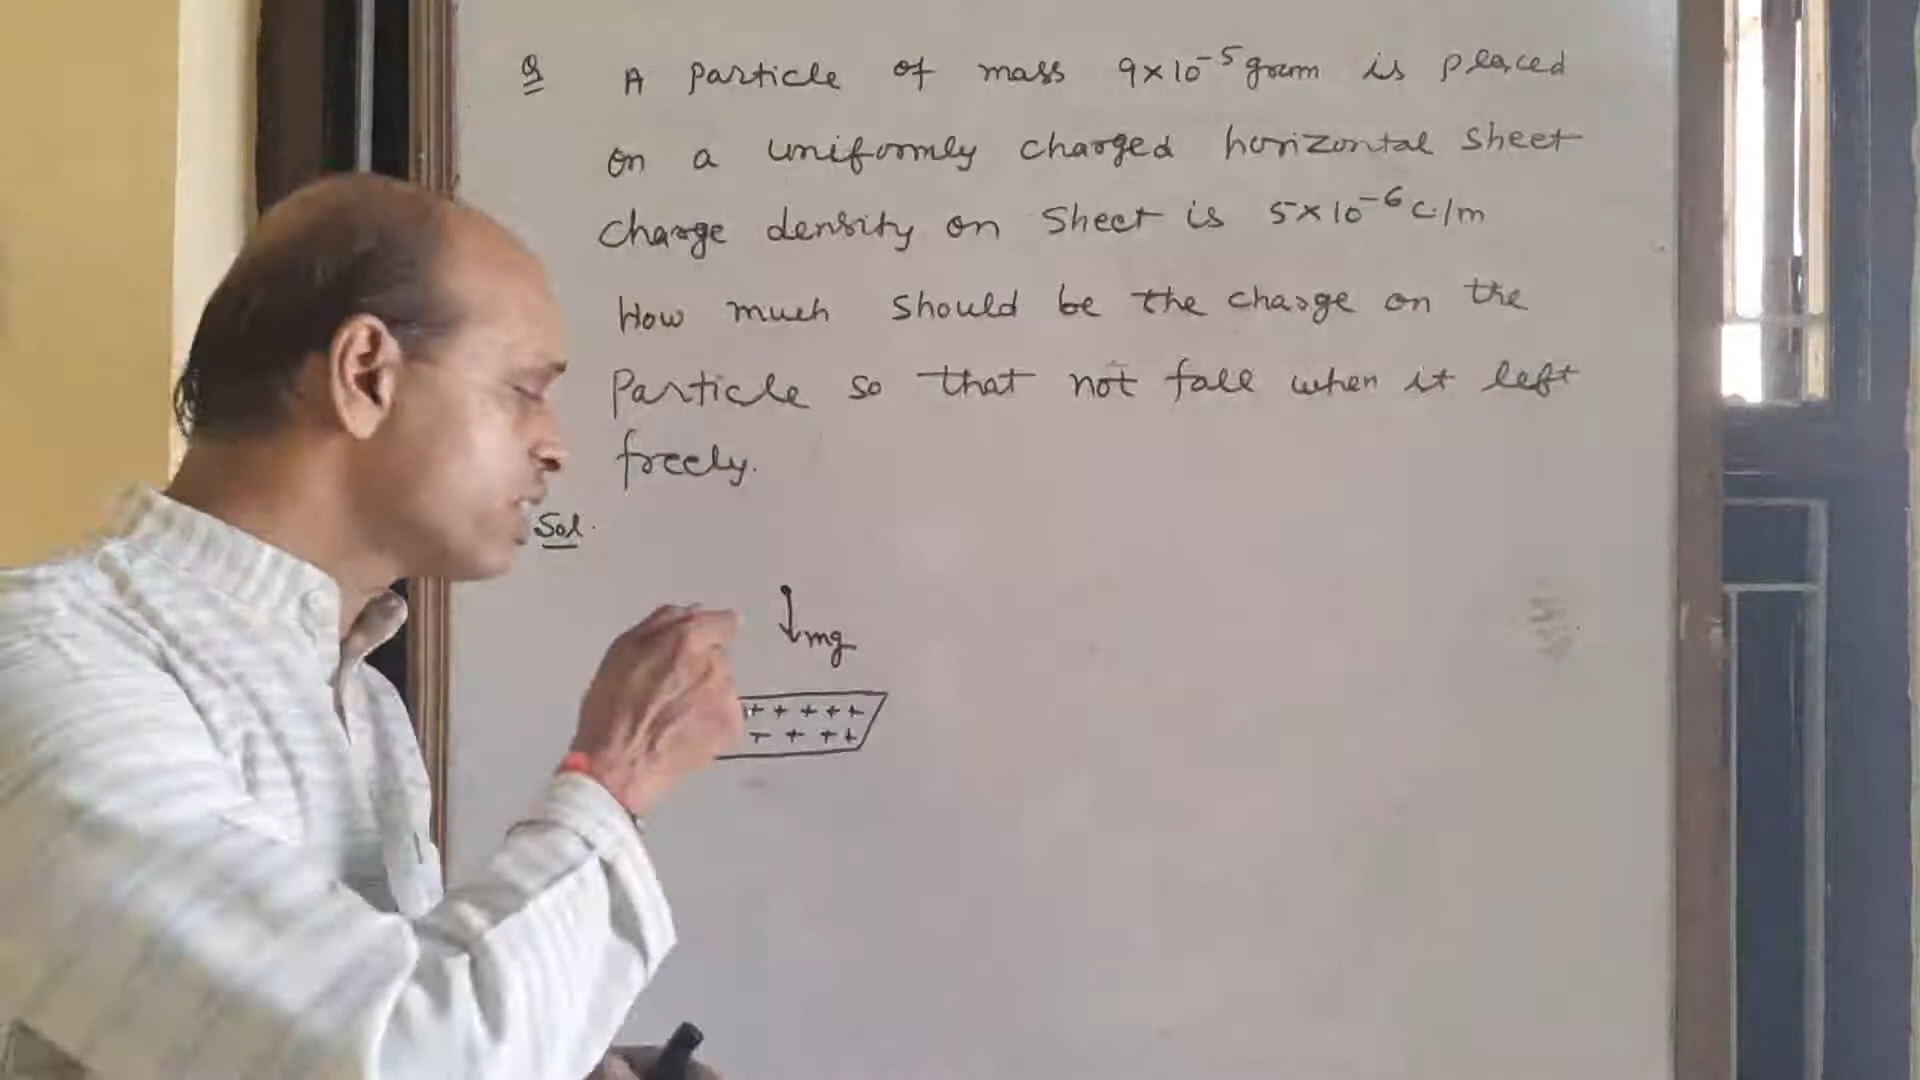 Q A particle of mass 9×10⁻⁵ gram is placed
on a uniformly charged horizontal sheet
charge density on sheet is 5×10⁻⁶ C/m
How much should be the charge on the
Particle so that not fall when it left
freely.
Sol.
mg
+ + + + +
+ + + +